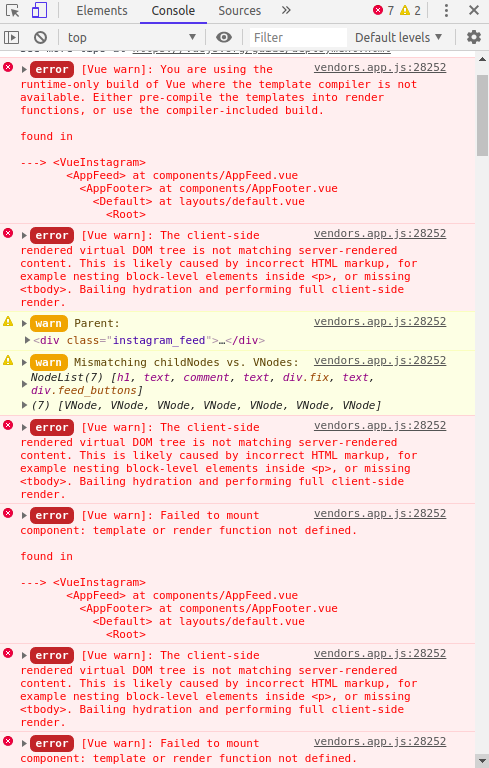 Elements Console Sources » 7 2
top Filter Default levels ▼
error [Vue warn]: You are using the vendors.app.js:28252
runtime-only build of Vue where the template compiler is not
available. Either pre-compile the templates into render
functions, or use the compiler-included build.
found in
---> <VueInstagram>
<AppFeed> at components/AppFeed.vue
<AppFooter> at components/AppFooter.vue
<Default> at layouts/default.vue
<Root>
error [Vue warn]: The client-side vendors.app.js:28252
rendered virtual DOM tree is not matching server-rendered
content. This is likely caused by incorrect HTML markup, for
example nesting block-level elements inside <p>, or missing
<tbody>. Bailing hydration and performing full client-side
render.
warn Parent: vendors.app.js:28252
<div class="instagram_feed">…</div>
warn Mismatching childNodes vs. VNodes: vendors.app.js:28252
NodeList(7) [h1, text, comment, text, div.fix, text,
div.feed_buttons]
(7) [VNode, VNode, VNode, VNode, VNode, VNode, VNode]
error [Vue warn]: The client-side vendors.app.js:28252
rendered virtual DOM tree is not matching server-rendered
content. This is likely caused by incorrect HTML markup, for
example nesting block-level elements inside <p>, or missing
<tbody>. Bailing hydration and performing full client-side
render.
error [Vue warn]: Failed to mount vendors.app.js:28252
component: template or render function not defined.
found in
---> <VueInstagram>
<AppFeed> at components/AppFeed.vue
<AppFooter> at components/AppFooter.vue
<Default> at layouts/default.vue
<Root>
error [Vue warn]: The client-side vendors.app.js:28252
rendered virtual DOM tree is not matching server-rendered
content. This is likely caused by incorrect HTML markup, for
example nesting block-level elements inside <p>, or missing
<tbody>. Bailing hydration and performing full client-side
render.
error [Vue warn]: Failed to mount vendors.app.js:28252
component: template or render function not defined.